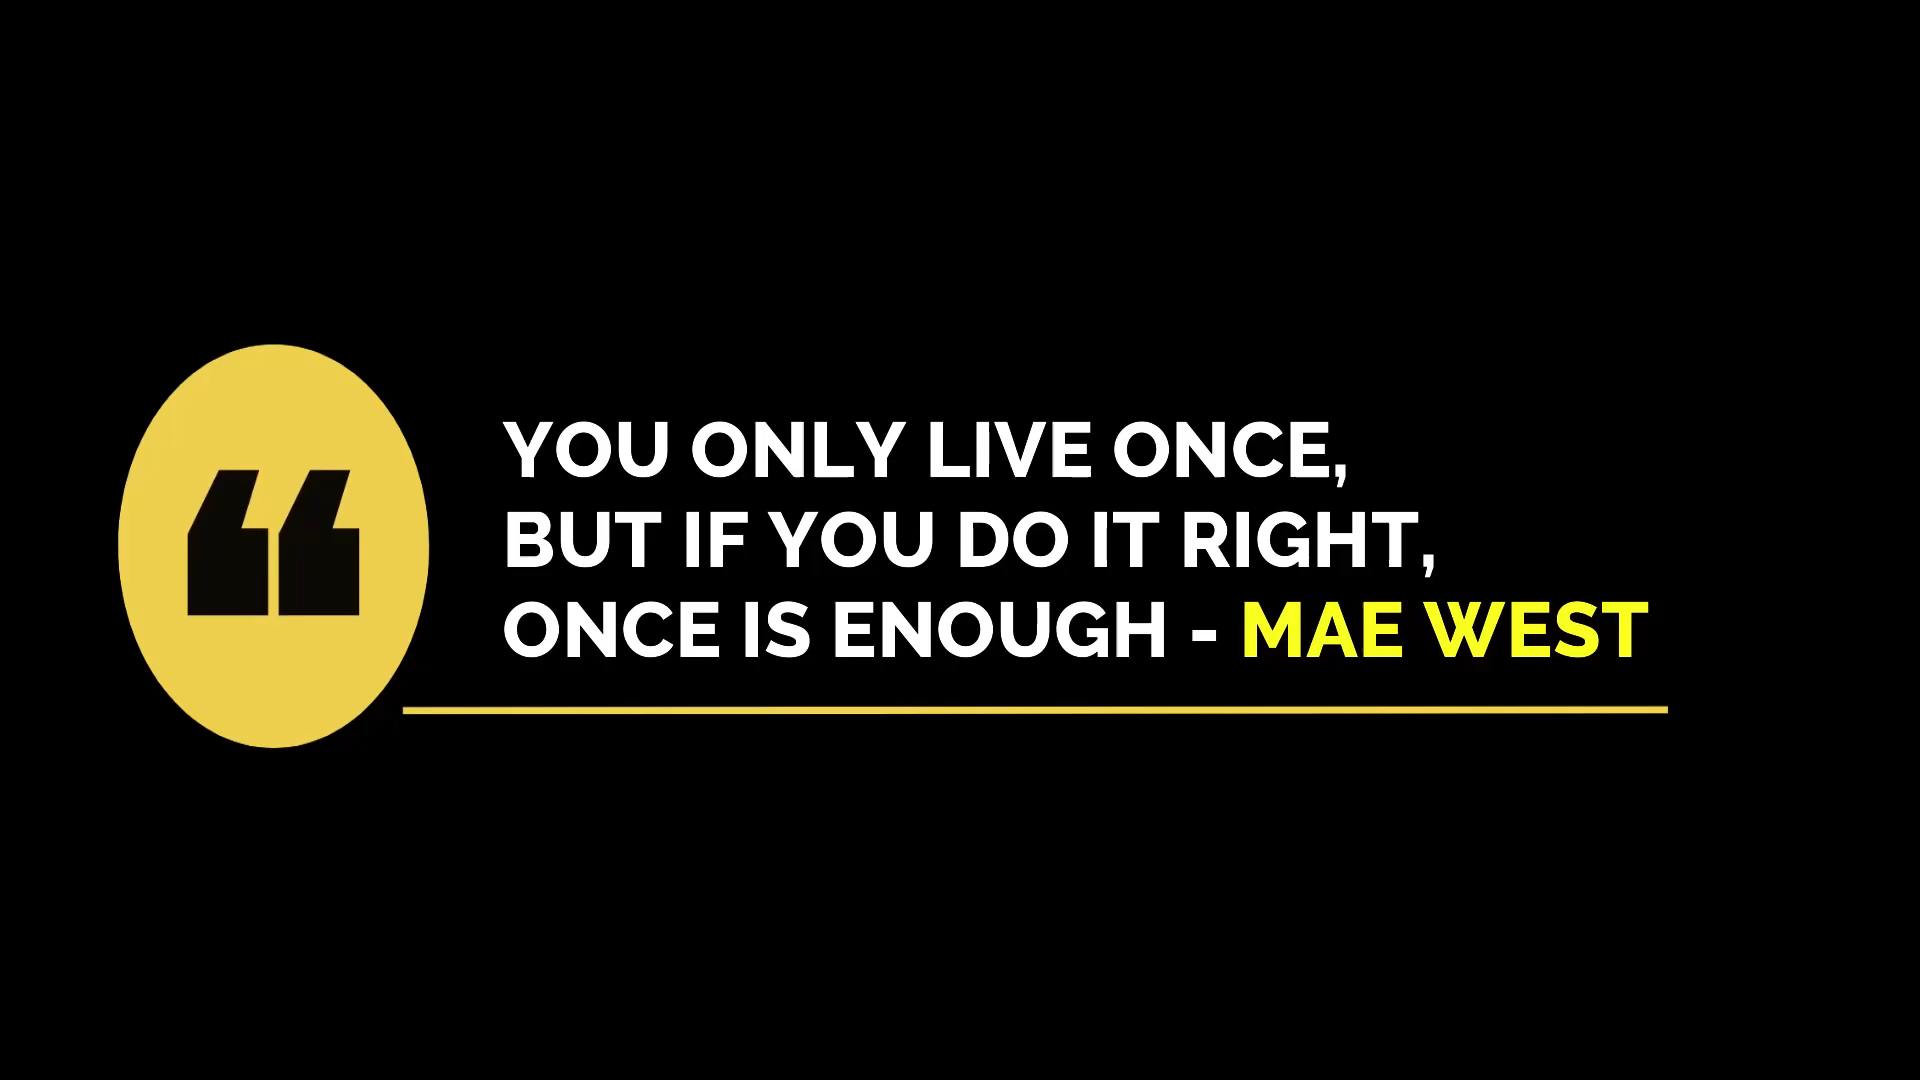 YOU ONLY LIVE ONCE,
BUT IF YOU DO IT RIGHT,
ONCE IS ENOUGH - MAE WEST